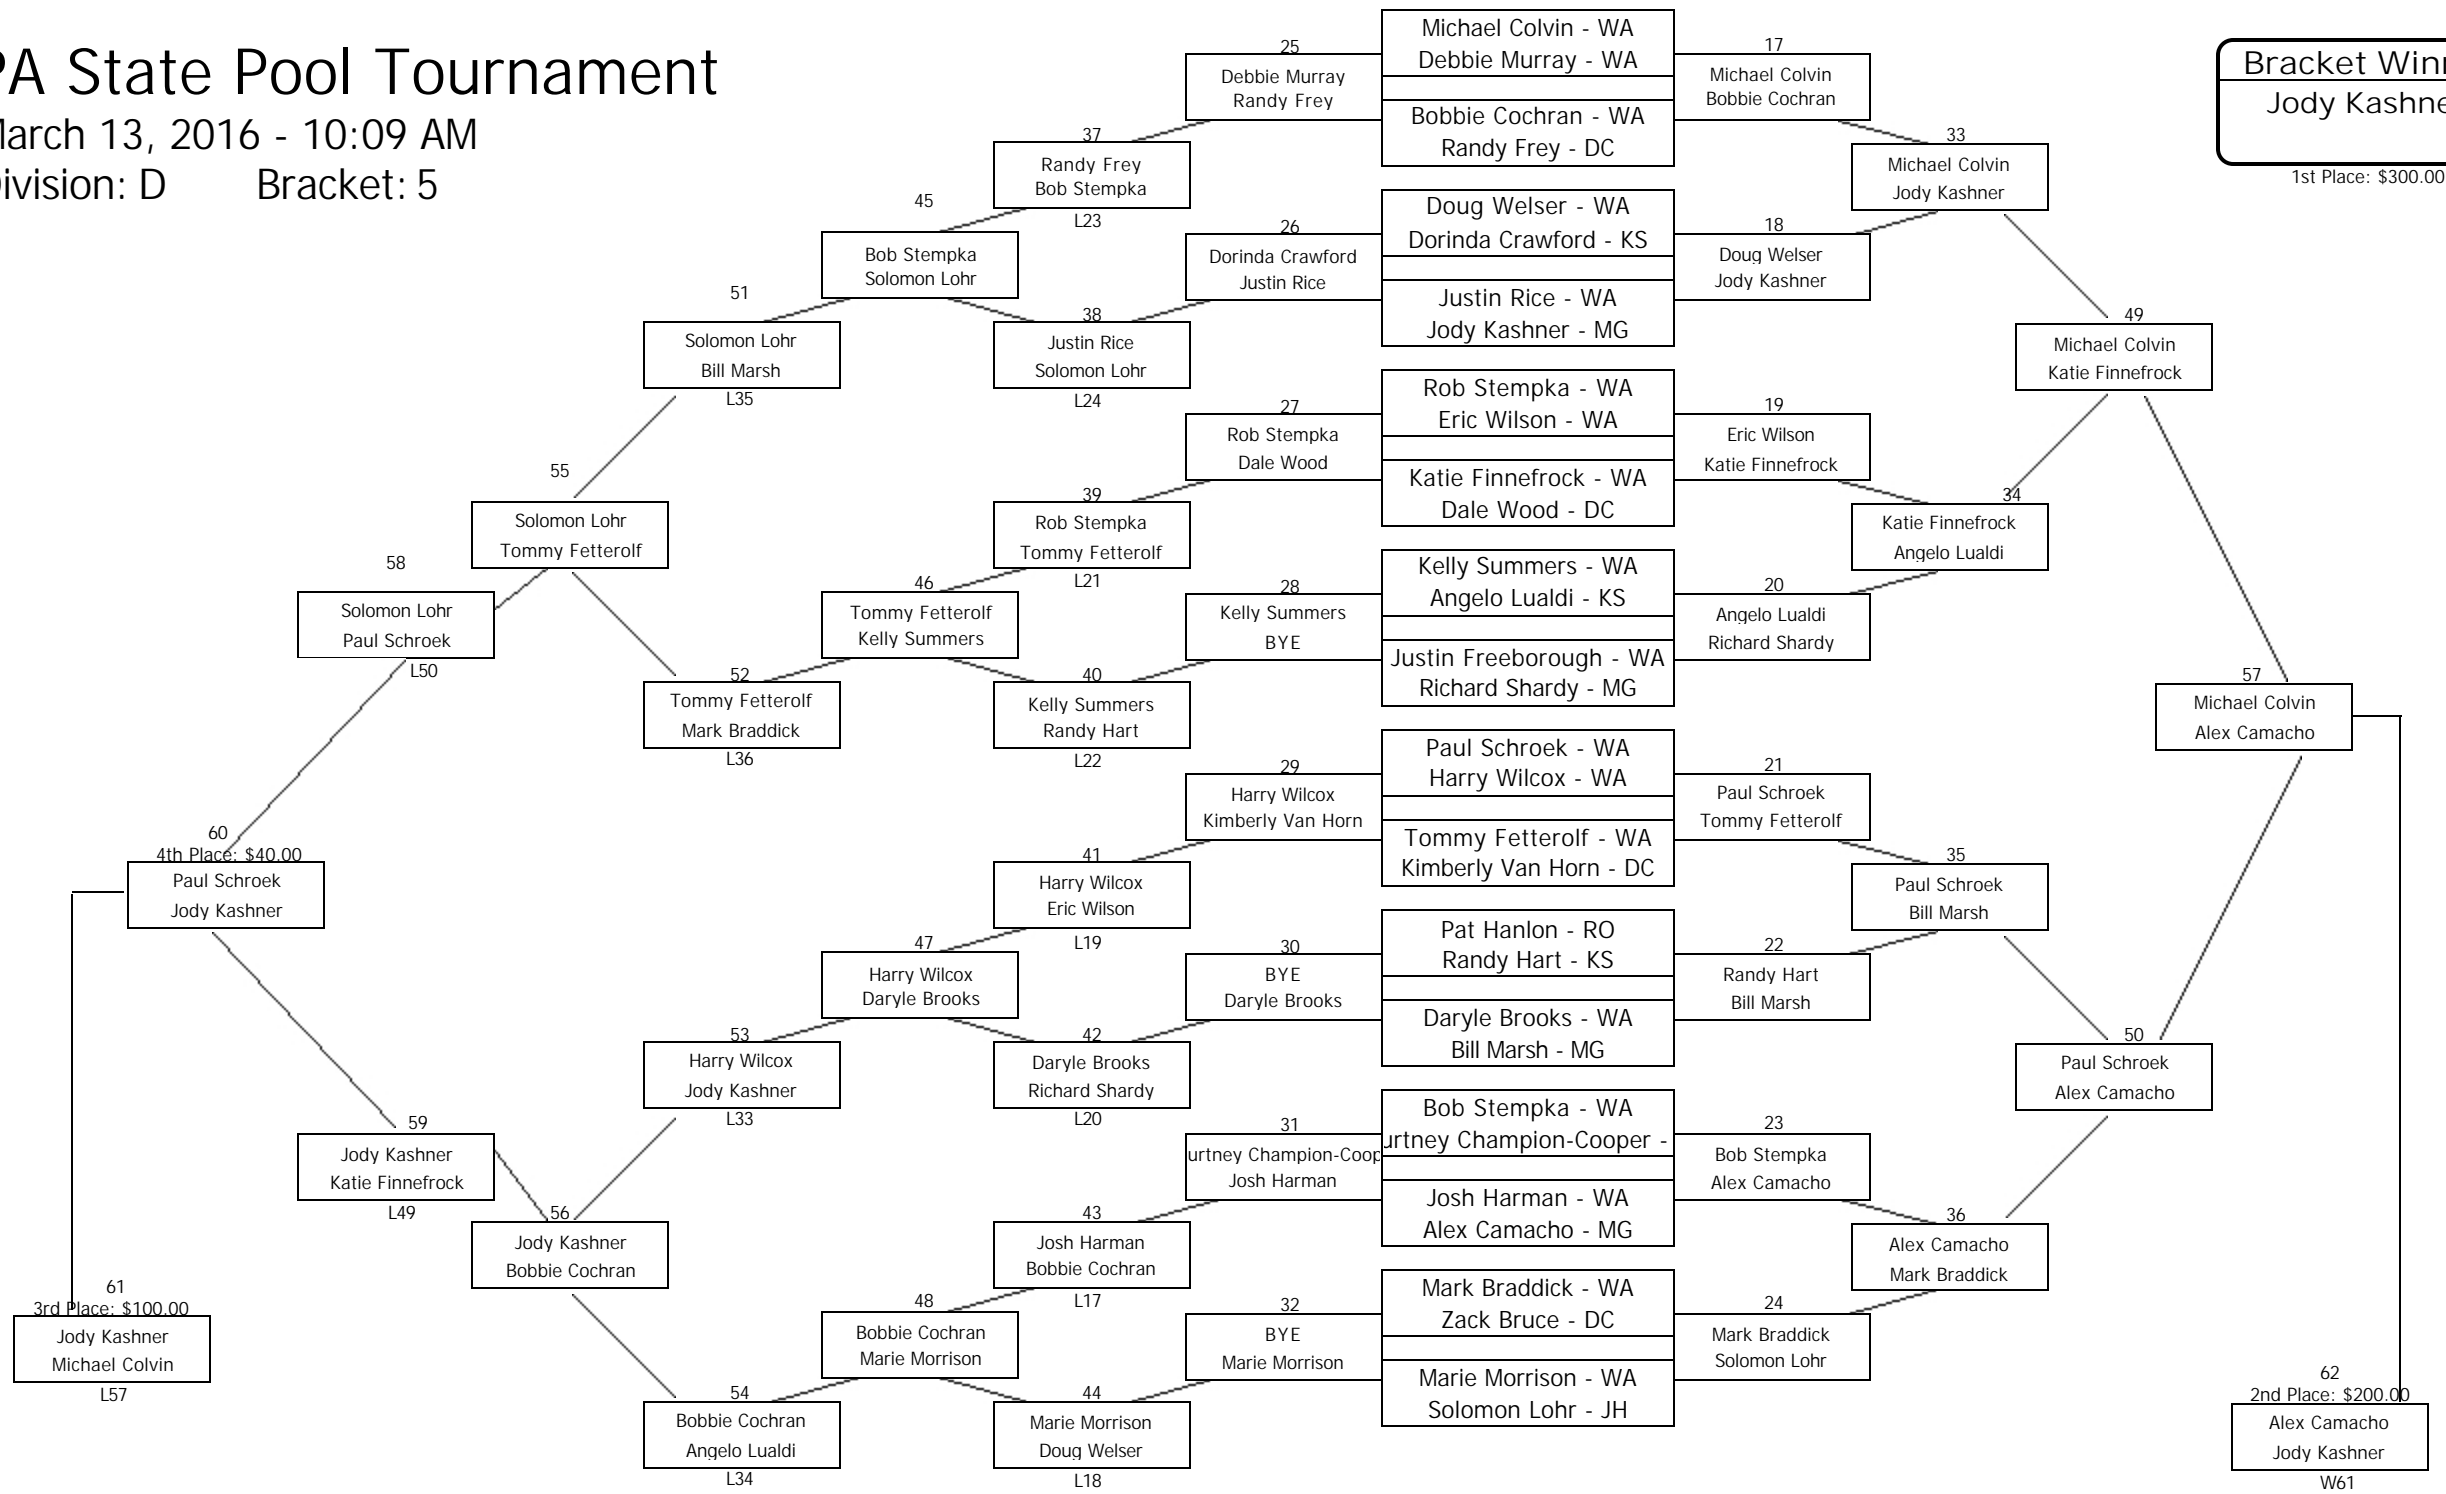 PA State Pool Tournament
March 13, 2016 - 10:09 AM
Division: D Bracket: 5
Bracket Winn
Jody Kashne
1st Place: $300.00
60
4th Place: $40.00
Paul Schroek
Jody Kashner
61
3rd Place: $100.00
Jody Kashner
Michael Colvin
L57
58
Solomon Lohr
Paul Schroek
L50
59
Jody Kashner
Katie Finnefrock
L49
55
Solomon Lohr
Tommy Fetterolf
56
Jody Kashner
Bobbie Cochran
51
Solomon Lohr
Bill Marsh
L35
52
Tommy Fetterolf
Mark Braddick
L36
53
Harry Wilcox
Jody Kashner
L33
54
Bobbie Cochran
Angelo Lualdi
L34
45
Bob Stempka
Solomon Lohr
46
Tommy Fetterolf
Kelly Summers
47
Harry Wilcox
Daryle Brooks
48
Bobbie Cochran
Marie Morrison
37
Randy Frey
Bob Stempka
L23
38
Justin Rice
Solomon Lohr
L24
39
Rob Stempka
Tommy Fetterolf
L21
40
Kelly Summers
Randy Hart
L22
41
Harry Wilcox
Eric Wilson
L19
42
Daryle Brooks
Richard Shardy
L20
43
Josh Harman
Bobbie Cochran
L17
44
Marie Morrison
Doug Welser
L18
25
Debbie Murray
Randy Frey
26
Dorinda Crawford
Justin Rice
27
Rob Stempka
Dale Wood
28
Kelly Summers
BYE
29
Harry Wilcox
Kimberly Van Horn
30
BYE
Daryle Brooks
31
urtney Champion-Coop
Josh Harman
32
BYE
Marie Morrison
Michael Colvin - WA
Debbie Murray - WA
Bobbie Cochran - WA
Randy Frey - DC
Doug Welser - WA
Dorinda Crawford - KS
Justin Rice - WA
Jody Kashner - MG
Rob Stempka - WA
Eric Wilson - WA
Katie Finnefrock - WA
Dale Wood - DC
Kelly Summers - WA
Angelo Lualdi - KS
Justin Freeborough - WA
Richard Shardy - MG
Paul Schroek - WA
Harry Wilcox - WA
Tommy Fetterolf - WA
Kimberly Van Horn - DC
Pat Hanlon - RO
Randy Hart - KS
Daryle Brooks - WA
Bill Marsh - MG
Bob Stempka - WA
urtney Champion-Cooper -
Josh Harman - WA
Alex Camacho - MG
Mark Braddick - WA
Zack Bruce - DC
Marie Morrison - WA
Solomon Lohr - JH
17
Michael Colvin
Bobbie Cochran
18
Doug Welser
Jody Kashner
19
Eric Wilson
Katie Finnefrock
20
Angelo Lualdi
Richard Shardy
21
Paul Schroek
Tommy Fetterolf
22
Randy Hart
Bill Marsh
23
Bob Stempka
Alex Camacho
24
Mark Braddick
Solomon Lohr
33
Michael Colvin
Jody Kashner
34
Katie Finnefrock
Angelo Lualdi
35
Paul Schroek
Bill Marsh
36
Alex Camacho
Mark Braddick
49
Michael Colvin
Katie Finnefrock
50
Paul Schroek
Alex Camacho
57
Michael Colvin
Alex Camacho
62
2nd Place: $200.00
Alex Camacho
Jody Kashner
W61